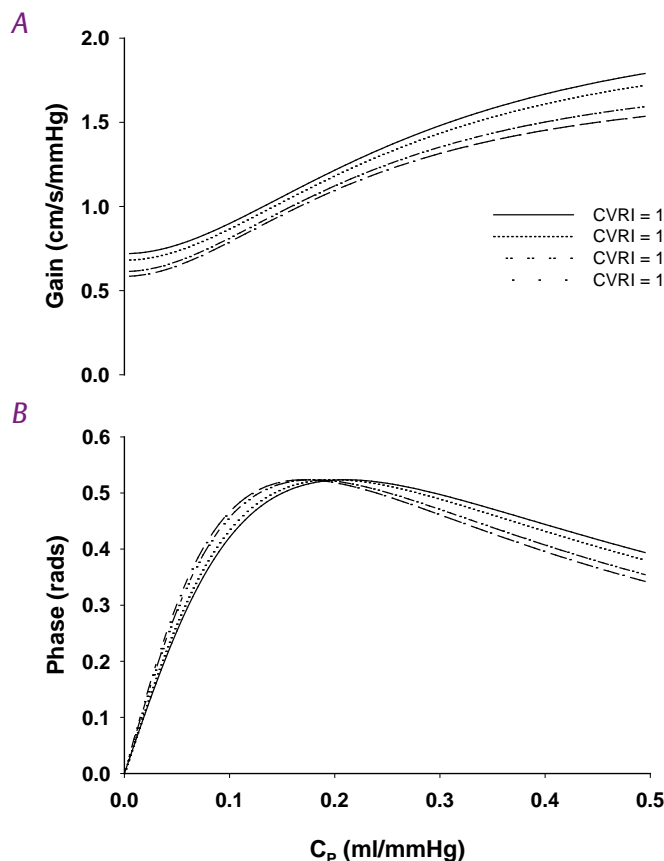 A
2.0
1.5
1.0
0.5
0.0
Gain (cm/s/mmHg)
CVRI = 1
CVRI = 1
CVRI = 1
CVRI = 1
B
0.6
0.5
0.4
0.3
0.2
0.1
0.0
Phase (rads)
0.0 0.1 0.2 0.3 0.4 0.5
CP (ml/mmHg)